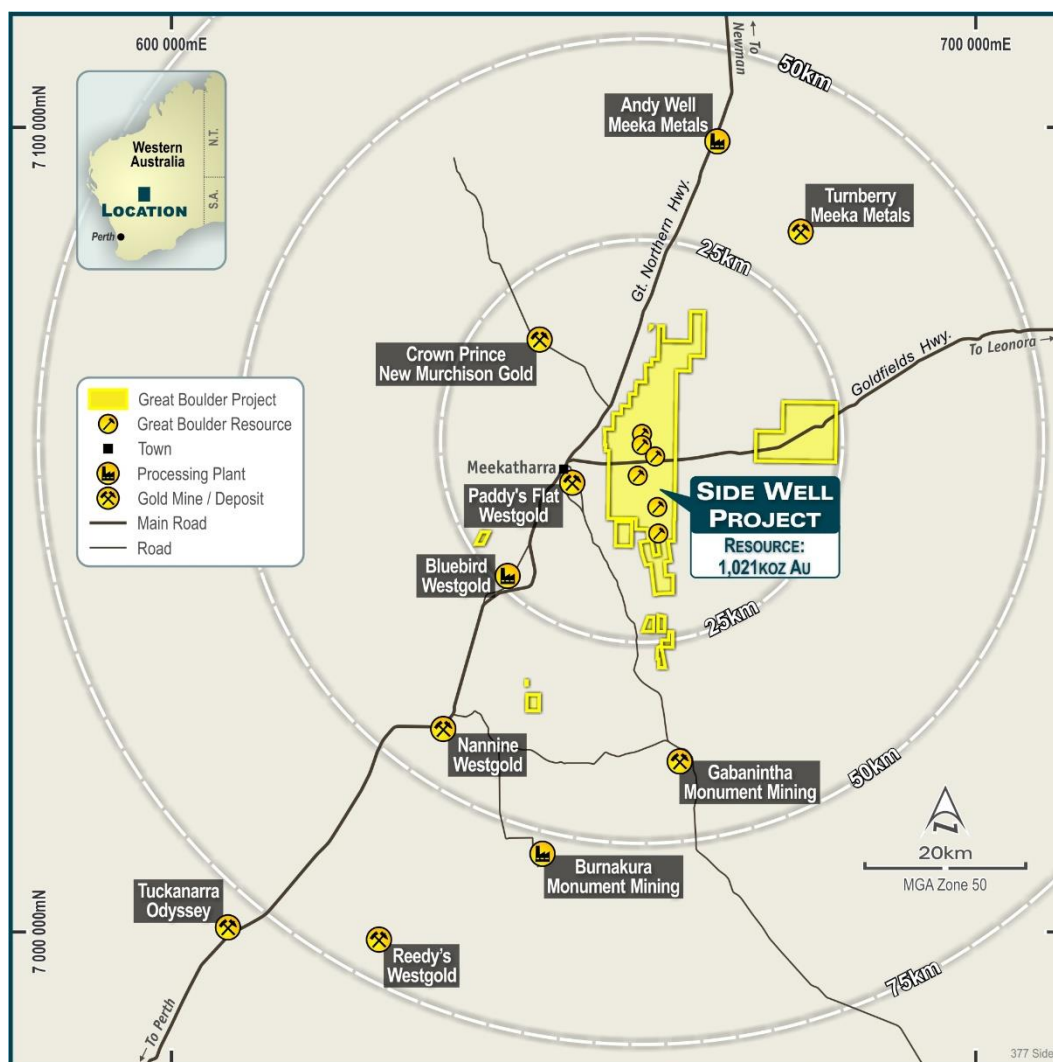 600 000mE
700 000mE
7 100 000mN
7 000 000mN
Western
Australia
N.T.
S.A.
LOCATION
Perth
To
Newman
50km
Andy Well
Meeka Metals
Turnberry
Meeka Metals
Gt. Northern Hwy.
25km
Crown Prince
New Murchison Gold
Goldfields Hwy.
To Leonora
Great Boulder Project
Great Boulder Resource
Town
Processing Plant
Gold Mine / Deposit
Main Road
Road
Meekatharra
Paddy's Flat
Westgold
SIDE WELL
PROJECT
RESOURCE:
1,021KOZ AU
Bluebird
Westgold
25km
Nannine
Westgold
Gabanintha
Monument Mining
50km
N
20km
MGA Zone 50
Burnakura
Monument Mining
Tuckanarra
Odyssey
Reedy's
Westgold
75km
To Perth
377 Side